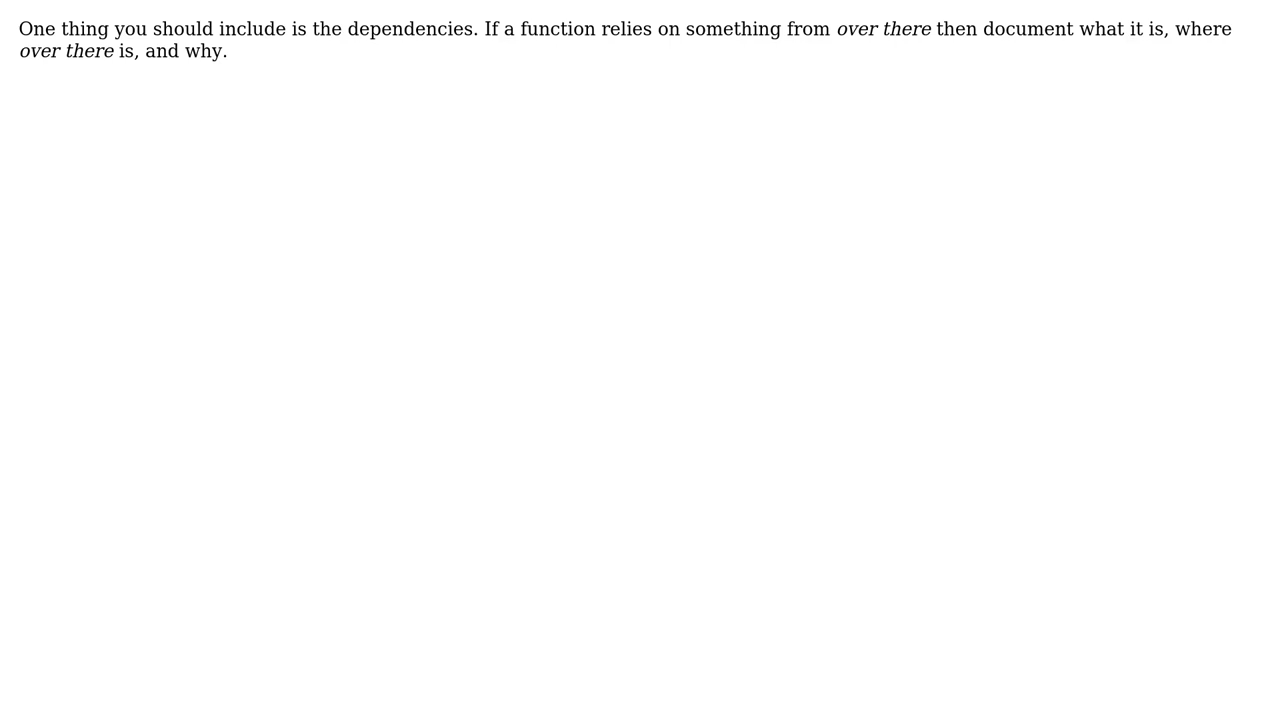 One thing you should include is the dependencies. If a function relies on something from over there then document what it is, where
over there is, and why.